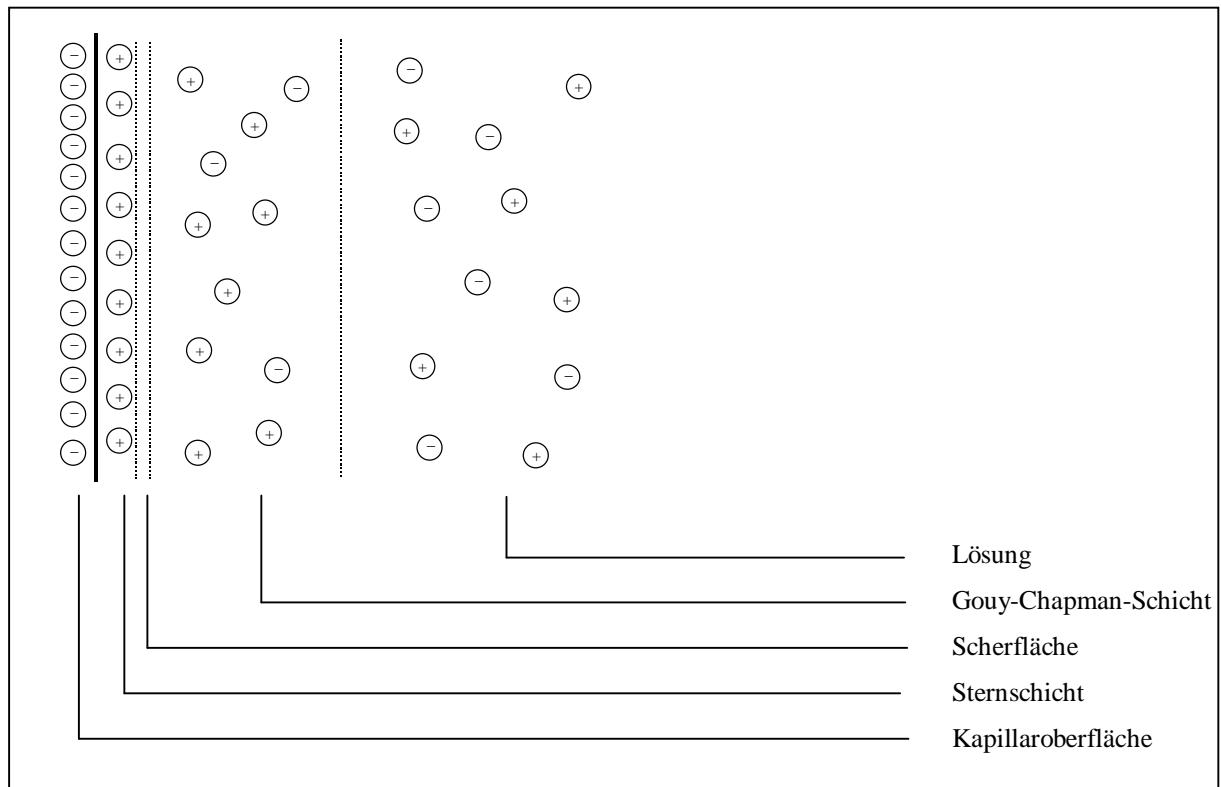 Lösung
Gouy-Chapman-Schicht
Scherfläche
Sternschicht
Kapillaroberfläche